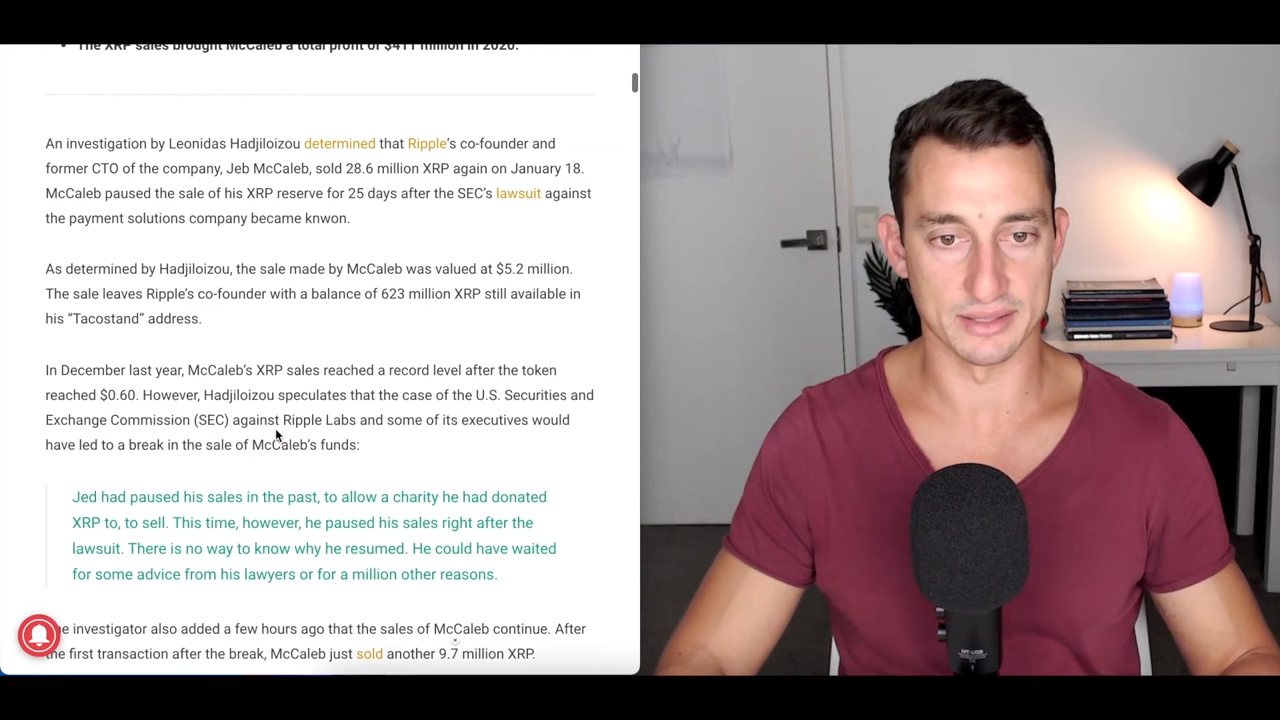 The XRP sales brought McCaleb a total profit of $411 million in 2020.
An investigation by Leonidas Hadjiloizou determined that Ripple's co-founder and
former CTO of the company, Jeb McCaleb, sold 28.6 million XRP again on January 18.
McCaleb paused the sale of his XRP reserve for 25 days after the SEC's lawsuit against
the payment solutions company became knwon.
As determined by Hadjiloizou, the sale made by McCaleb was valued at $5.2 million.
The sale leaves Ripple's co-founder with a balance of 623 million XRP still available in
his “Tacostand” address.
In December last year, McCaleb's XRP sales reached a record level after the token
reached $0.60. However, Hadjiloizou speculates that the case of the U.S. Securities and
Exchange Commission (SEC) against Ripple Labs and some of its executives would
have led to a break in the sale of McCaleb's funds:
Jed had paused his sales in the past, to allow a charity he had donated
XRP to, to sell. This time, however, he paused his sales right after the
lawsuit. There is no way to know why he resumed. He could have waited
for some advice from his lawyers or for a million other reasons.
investigator also added a few hours ago that the sales of McCaleb continue. After
the first transaction after the break, McCaleb just sold another 9.7 million XRP.
NT-USB